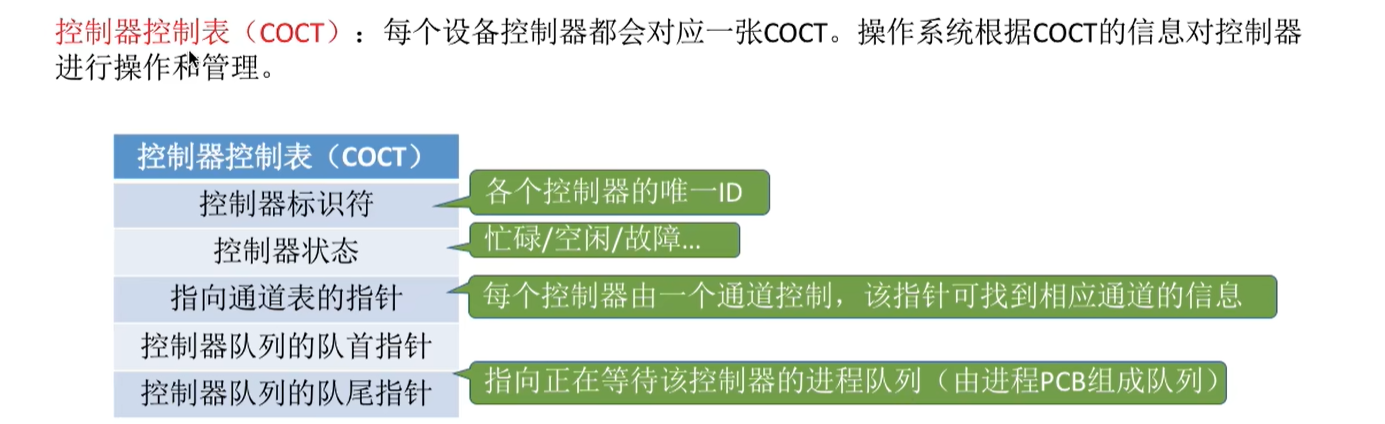 控制器控制表（COCT）：每个设备控制器都会对应一张COCT。操作系统根据COCT的信息对控制器
进行操作和管理。
控制器控制表（COCT）
控制器标识符
各个控制器的唯一ID
控制器状态
忙碌/空闲/故障...
指向通道表的指针
每个控制器由一个通道控制，该指针可找到相应通道的信息
控制器队列的队首指针
控制器队列的队尾指针
指向正在等待该控制器的进程队列（由进程PCB组成队列）